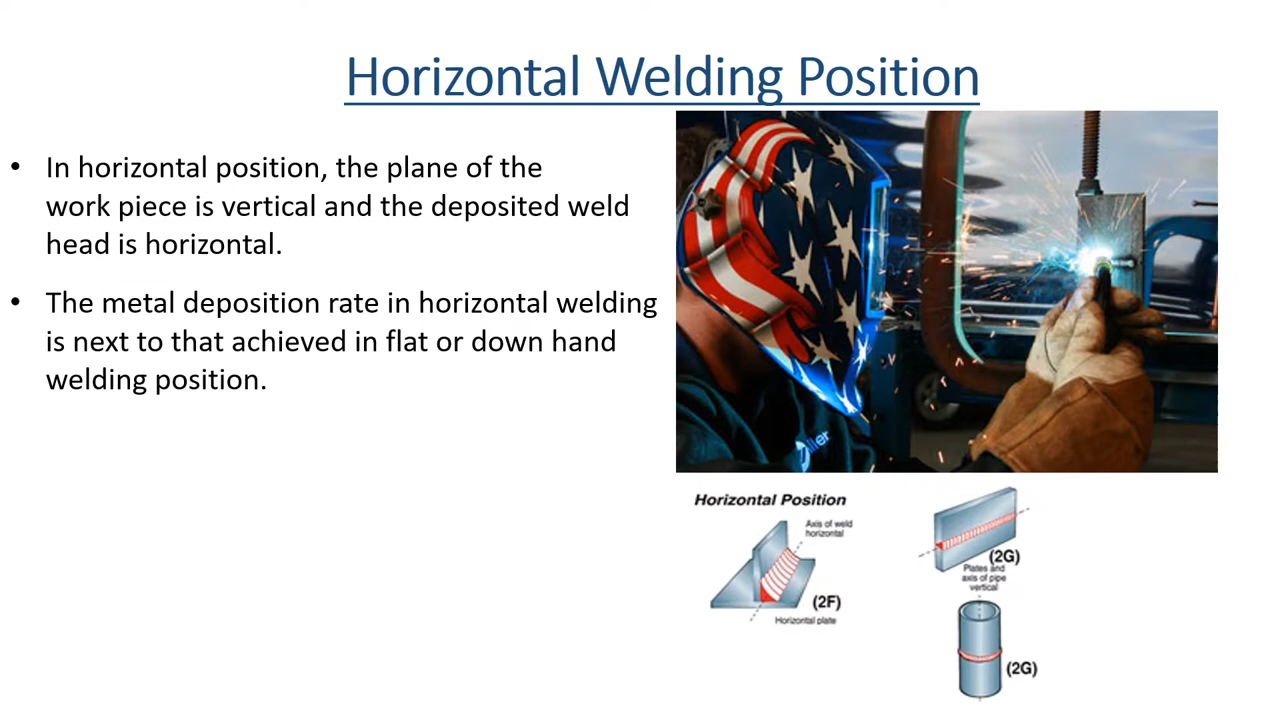 Horizontal Welding Position
• In horizontal position, the plane of the
work piece is vertical and the deposited weld
head is horizontal.
• The metal deposition rate in horizontal welding
is next to that achieved in flat or down hand
welding position.
Horizontal Position
Axis of weld
horizontal
(2F)
Horizontal plate
(2G)
Plates and
axis of pipe
vertical
(2G)